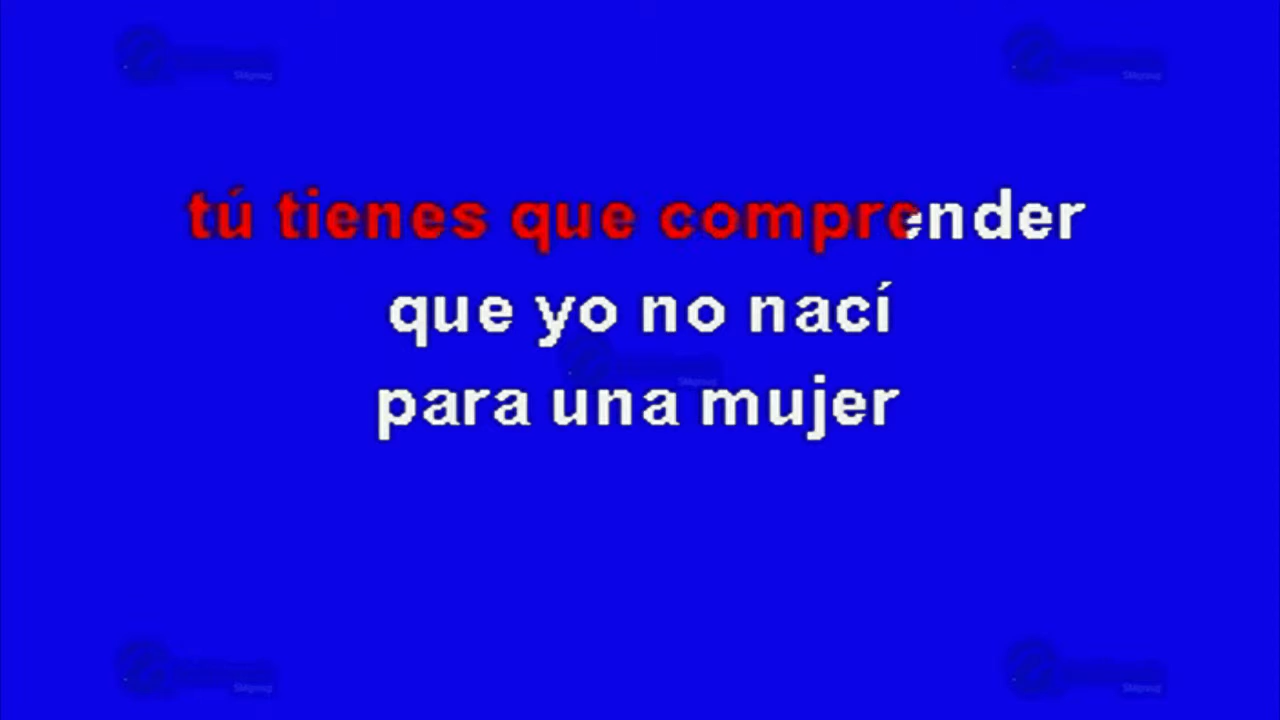 tú tienes que comprender
que yo no nací
para una mujer